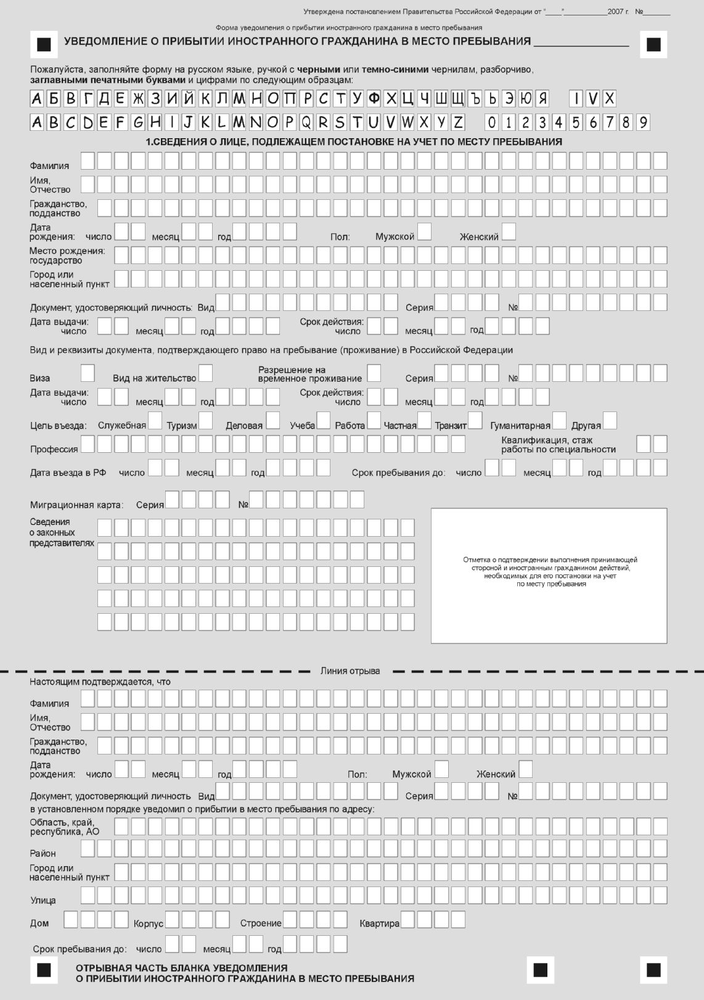 Утверждена постановлением Правительства Российской Федерации от "____"___________2007 г. №_______
Форма уведомления о прибытии иностранного гражданина в место пребывания
УВЕДОМЛЕНИЕ О ПРИБЫТИИ ИНОСТРАННОГО ГРАЖДАНИНА В МЕСТО ПРЕБЫВАНИЯ ________________
Пожалуйста, заполняйте форму на русском языке, ручкой с черными или темно-синими чернилам, разборчиво,
заглавными печатными буквами и цифрами по следующим образцам:
А Б В Г Д Е Ж З И Й К Л М Н О П Р С Т У Ф Х Ц Ч Ш Щ Ъ Ь Э Ю Я I V X
A B C D E F G H I J K L M N O P Q R S T U V W X Y Z 0 1 2 3 4 5 6 7 8 9
1.СВЕДЕНИЯ О ЛИЦЕ, ПОДЛЕЖАЩЕМ ПОСТАНОВКЕ НА УЧЕТ ПО МЕСТУ ПРЕБЫВАНИЯ
Фамилия
Имя,
Отчество
Гражданство,
подданство
Дата
рождения: число месяц год Пол: Мужской Женский
Место рождения:
государство
Город или
населенный пункт
Документ, удостоверяющий личность: Вид Серия №
Дата выдачи: Срок действия:
число месяц год число месяц год
Вид и реквизиты документа, подтверждающего право на пребывание (проживание) в Российской Федерации
Разрешение на
Виза Вид на жительство временное проживание Серия №
Дата выдачи: Срок действия:
число месяц год число месяц год
Цель въезда: Служебная Туризм Деловая Учеба Работа Частная Транзит Гуманитарная Другая
Квалификация, стаж
Профессия работы по специальности
Дата въезда в РФ число месяц год Срок пребывания до: число месяц год
Миграционная карта: Серия №
Сведения
о законных
представителях
Отметка о подтверждении выполнения принимающей
стороной и иностранным гражданином действий,
необходимых для его постановки на учет
по месту пребывания
Линия отрыва
Настоящим подтверждается, что
Фамилия
Имя,
Отчество
Гражданство,
подданство
Дата
рождения: число месяц год Пол: Мужской Женский
Документ, удостоверяющий личность Вид Серия №
в установленном порядке уведомил о прибытии в место пребывания по адресу:
Область, край,
республика, АО
Район
Город или
населенный пункт
Улица
Дом Корпус Строение Квартира
Срок пребывания до: число месяц год
ОТРЫВНАЯ ЧАСТЬ БЛАНКА УВЕДОМЛЕНИЯ
О ПРИБЫТИИ ИНОСТРАННОГО ГРАЖДАНИНА В МЕСТО ПРЕБЫВАНИЯ